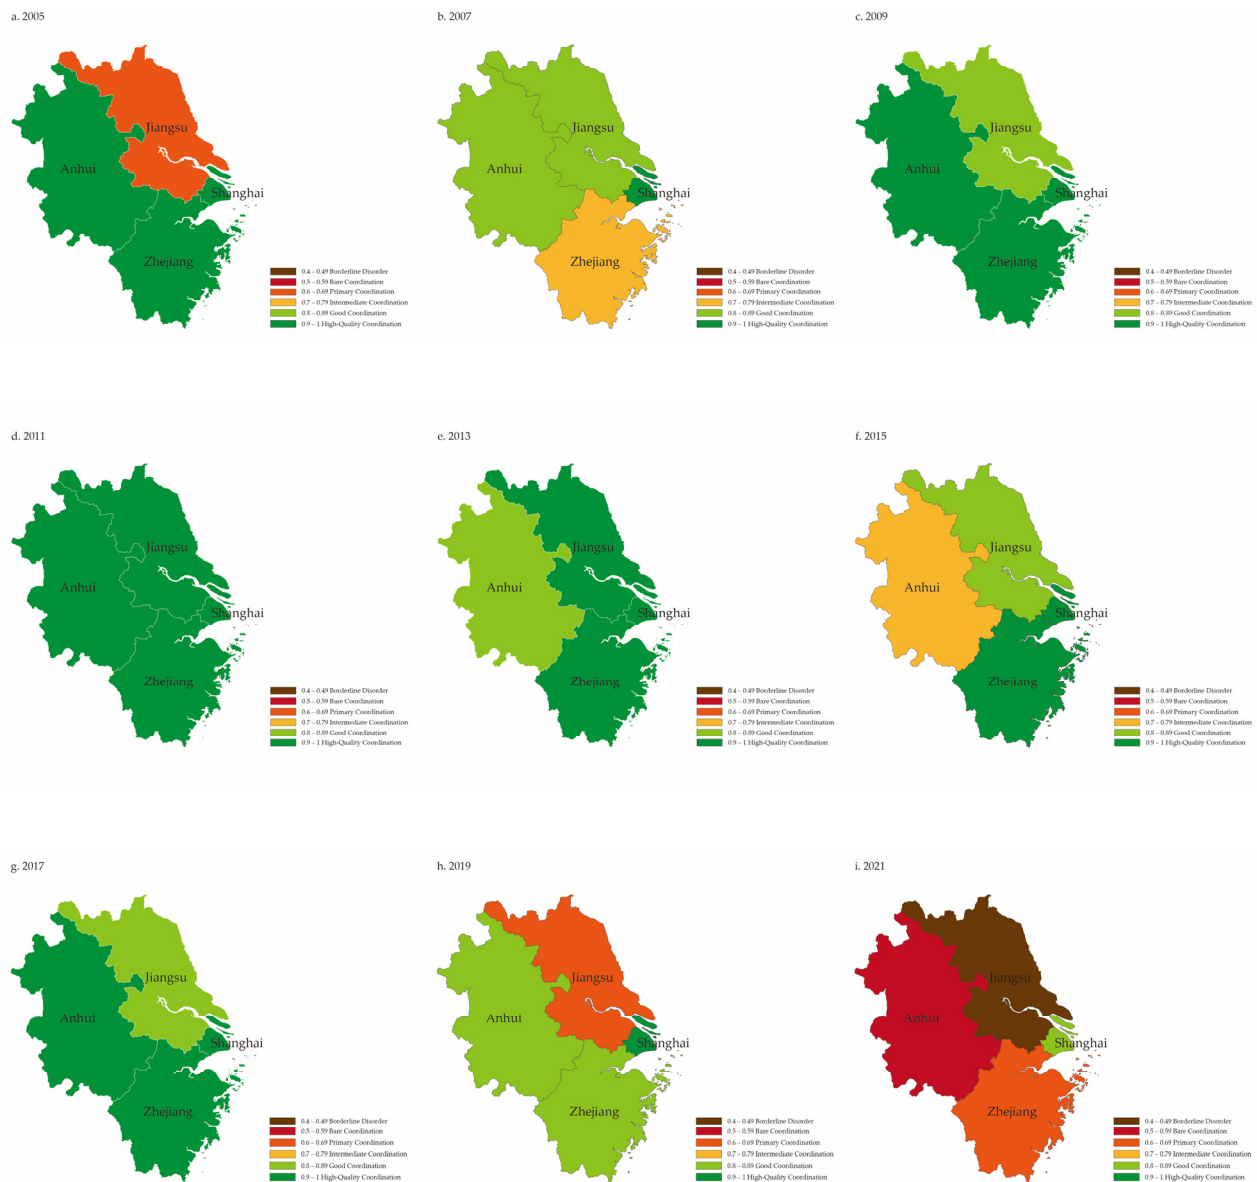 a. 2005
Jiangsu
Anhui
Shanghai
Zhejiang
0.4 – 0.49 Borderline Disorder
0.5 – 0.59 Bare Coordination
0.6 – 0.69 Primary Coordination
0.7 – 0.79 Intermediate Coordination
0.8 – 0.89 Good Coordination
0.9 – 1 High-Quality Coordination
b. 2007
Jiangsu
Anhui
Shanghai
Zhejiang
0.4 – 0.49 Borderline Disorder
0.5 – 0.59 Bare Coordination
0.6 – 0.69 Primary Coordination
0.7 – 0.79 Intermediate Coordination
0.8 – 0.89 Good Coordination
0.9 – 1 High-Quality Coordination
c. 2009
Jiangsu
Anhui
Shanghai
Zhejiang
0.4 – 0.49 Borderline Disorder
0.5 – 0.59 Bare Coordination
0.6 – 0.69 Primary Coordination
0.7 – 0.79 Intermediate Coordination
0.8 – 0.89 Good Coordination
0.9 – 1 High-Quality Coordination
d. 2011
Jiangsu
Anhui
Shanghai
Zhejiang
0.4 – 0.49 Borderline Disorder
0.5 – 0.59 Bare Coordination
0.6 – 0.69 Primary Coordination
0.7 – 0.79 Intermediate Coordination
0.8 – 0.89 Good Coordination
0.9 – 1 High-Quality Coordination
e. 2013
Jiangsu
Anhui
Shanghai
Zhejiang
0.4 – 0.49 Borderline Disorder
0.5 – 0.59 Bare Coordination
0.6 – 0.69 Primary Coordination
0.7 – 0.79 Intermediate Coordination
0.8 – 0.89 Good Coordination
0.9 – 1 High-Quality Coordination
f. 2015
Jiangsu
Anhui
Shanghai
Zhejiang
0.4 – 0.49 Borderline Disorder
0.5 – 0.59 Bare Coordination
0.6 – 0.69 Primary Coordination
0.7 – 0.79 Intermediate Coordination
0.8 – 0.89 Good Coordination
0.9 – 1 High-Quality Coordination
g. 2017
Jiangsu
Anhui
Shanghai
Zhejiang
0.4 – 0.49 Borderline Disorder
0.5 – 0.59 Bare Coordination
0.6 – 0.69 Primary Coordination
0.7 – 0.79 Intermediate Coordination
0.8 – 0.89 Good Coordination
0.9 – 1 High-Quality Coordination
h. 2019
Jiangsu
Anhui
Shanghai
Zhejiang
0.4 – 0.49 Borderline Disorder
0.5 – 0.59 Bare Coordination
0.6 – 0.69 Primary Coordination
0.7 – 0.79 Intermediate Coordination
0.8 – 0.89 Good Coordination
0.9 – 1 High-Quality Coordination
i. 2021
Jiangsu
Anhui
Shanghai
Zhejiang
0.4 – 0.49 Borderline Disorder
0.5 – 0.59 Bare Coordination
0.6 – 0.69 Primary Coordination
0.7 – 0.79 Intermediate Coordination
0.8 – 0.89 Good Coordination
0.9 – 1 High-Quality Coordination